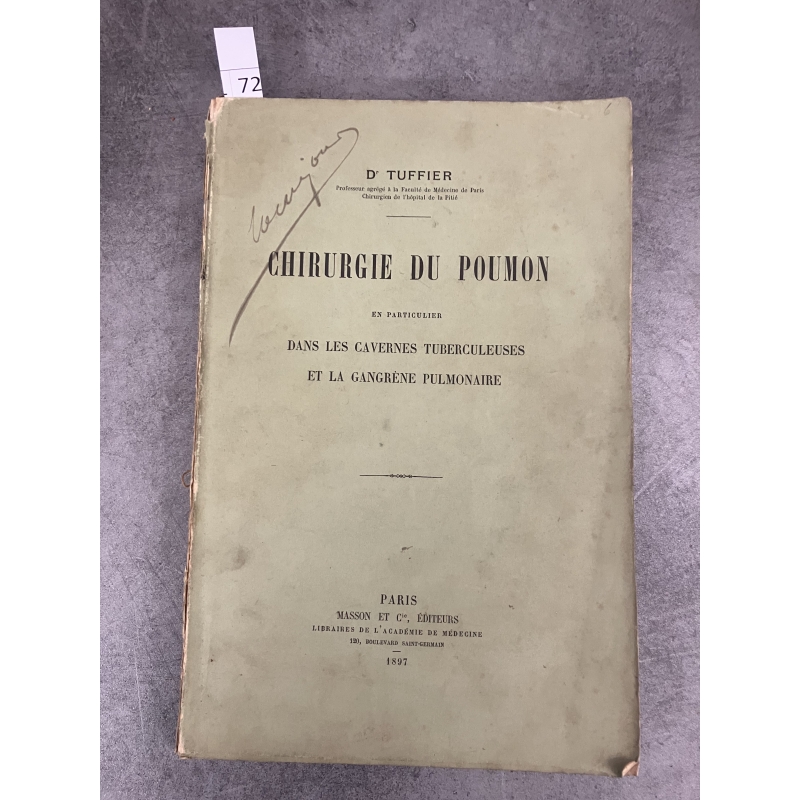 72
6
Dr TUFFIER
Professeur agrégé à la Faculté de Médecine de Paris
Chirurgien de l'hôpital de la Pitié
CHIRURGIE DU POUMON
EN PARTICULIER
DANS LES CAVERNES TUBERCULEUSES
ET LA GANGRÈNE PULMONAIRE
PARIS
MASSON ET Cie, ÉDITEURS
LIBRAIRES DE L'ACADÉMIE DE MÉDECINE
120, BOULEVARD SAINT-GERMAIN
1897